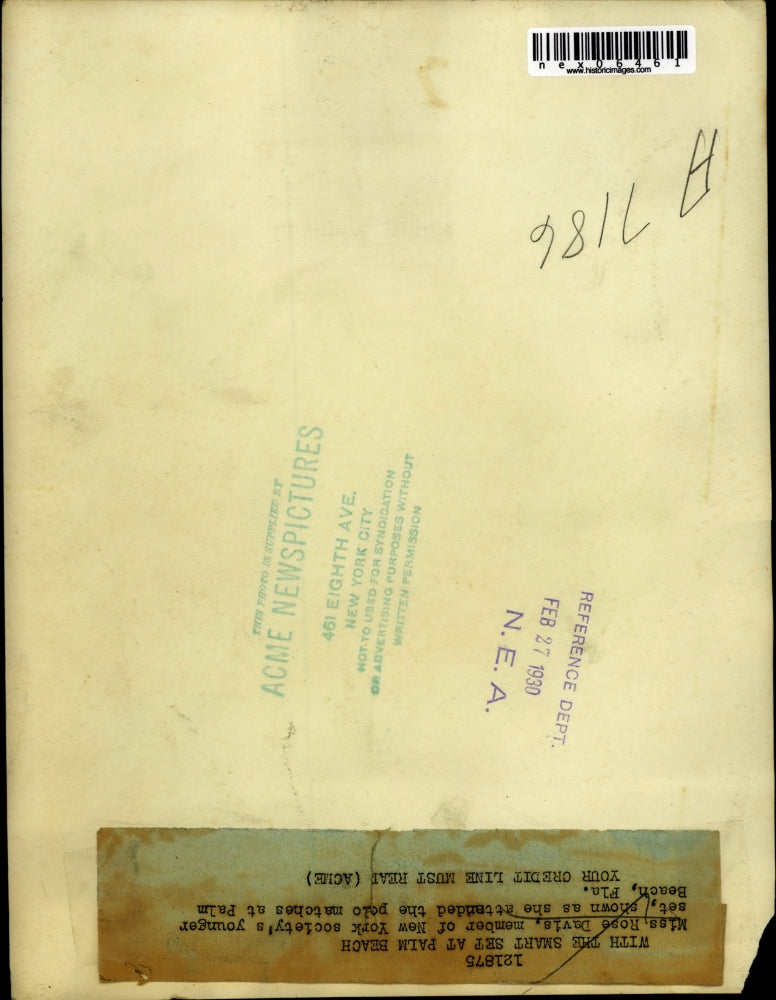 nex06461
www.historicimages.com
A
7186
THIS PHOTO IS SUPPLIED BY
ACME NEWSPICTURES
461 EIGHTH AVE.
NEW YORK CITY
NOT TO USED FOR SYNDICATION
OR ADVERTISING PURPOSES WITHOUT
WRITTEN PERMISSION
REFERENCE DEPT.
FEB 27 1930
N. E. A.
121875
WITH THE SMART SET AT PALM BEACH
Miss Rose Davis, member of New York society's younger
set, shown as she attended the polo matches at Palm
Beach, Fla.
YOUR CREDIT LINE MUST READ (ACME)